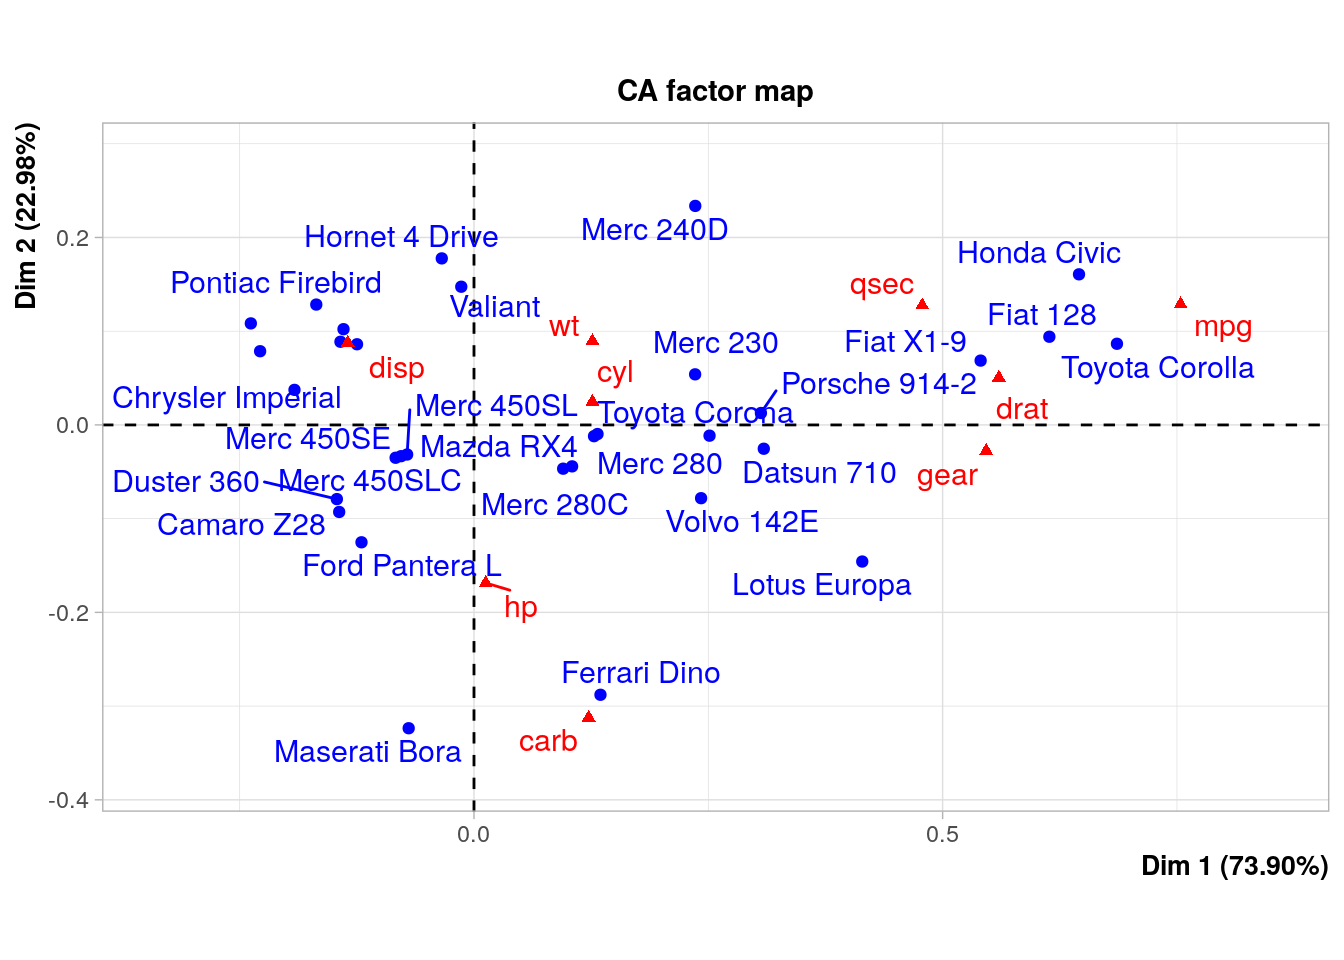 CA factor map
Dim 2 (22.98%)
0.2
0.0
-0.2
-0.4
Hornet 4 Drive
Merc 240D
Honda Civic
Pontiac Firebird
qsec
Valiant
Fiat 128
wt
mpg
Merc 230
Fiat X1-9
disp
cyl
Toyota Corolla
Porsche 914-2
Chrysler Imperial
Merc 450SL
Toyota Corona
drat
Merc 450SE
Mazda RX4
Merc 280
Datsun 710
gear
Duster 360
Merc 450SLC
Merc 280C
Camaro Z28
Volvo 142E
Ford Pantera L
Lotus Europa
hp
Ferrari Dino
carb
Maserati Bora
0.0
0.5
Dim 1 (73.90%)